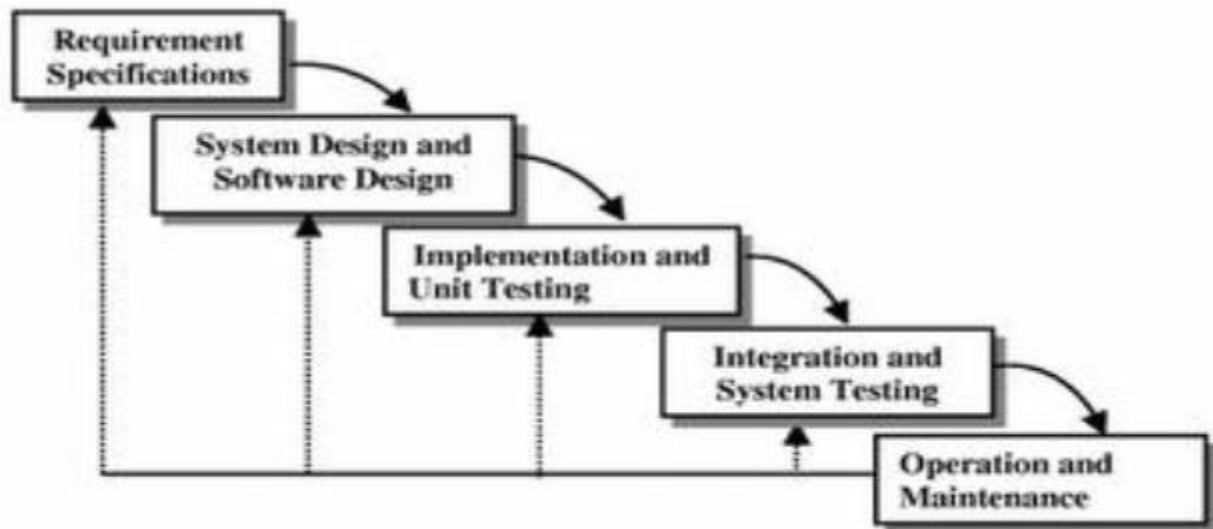 Requirement
Specifications
System Design and
Software Design
Implementation and
Unit Testing
Integration and
System Testing
Operation and
Maintenance